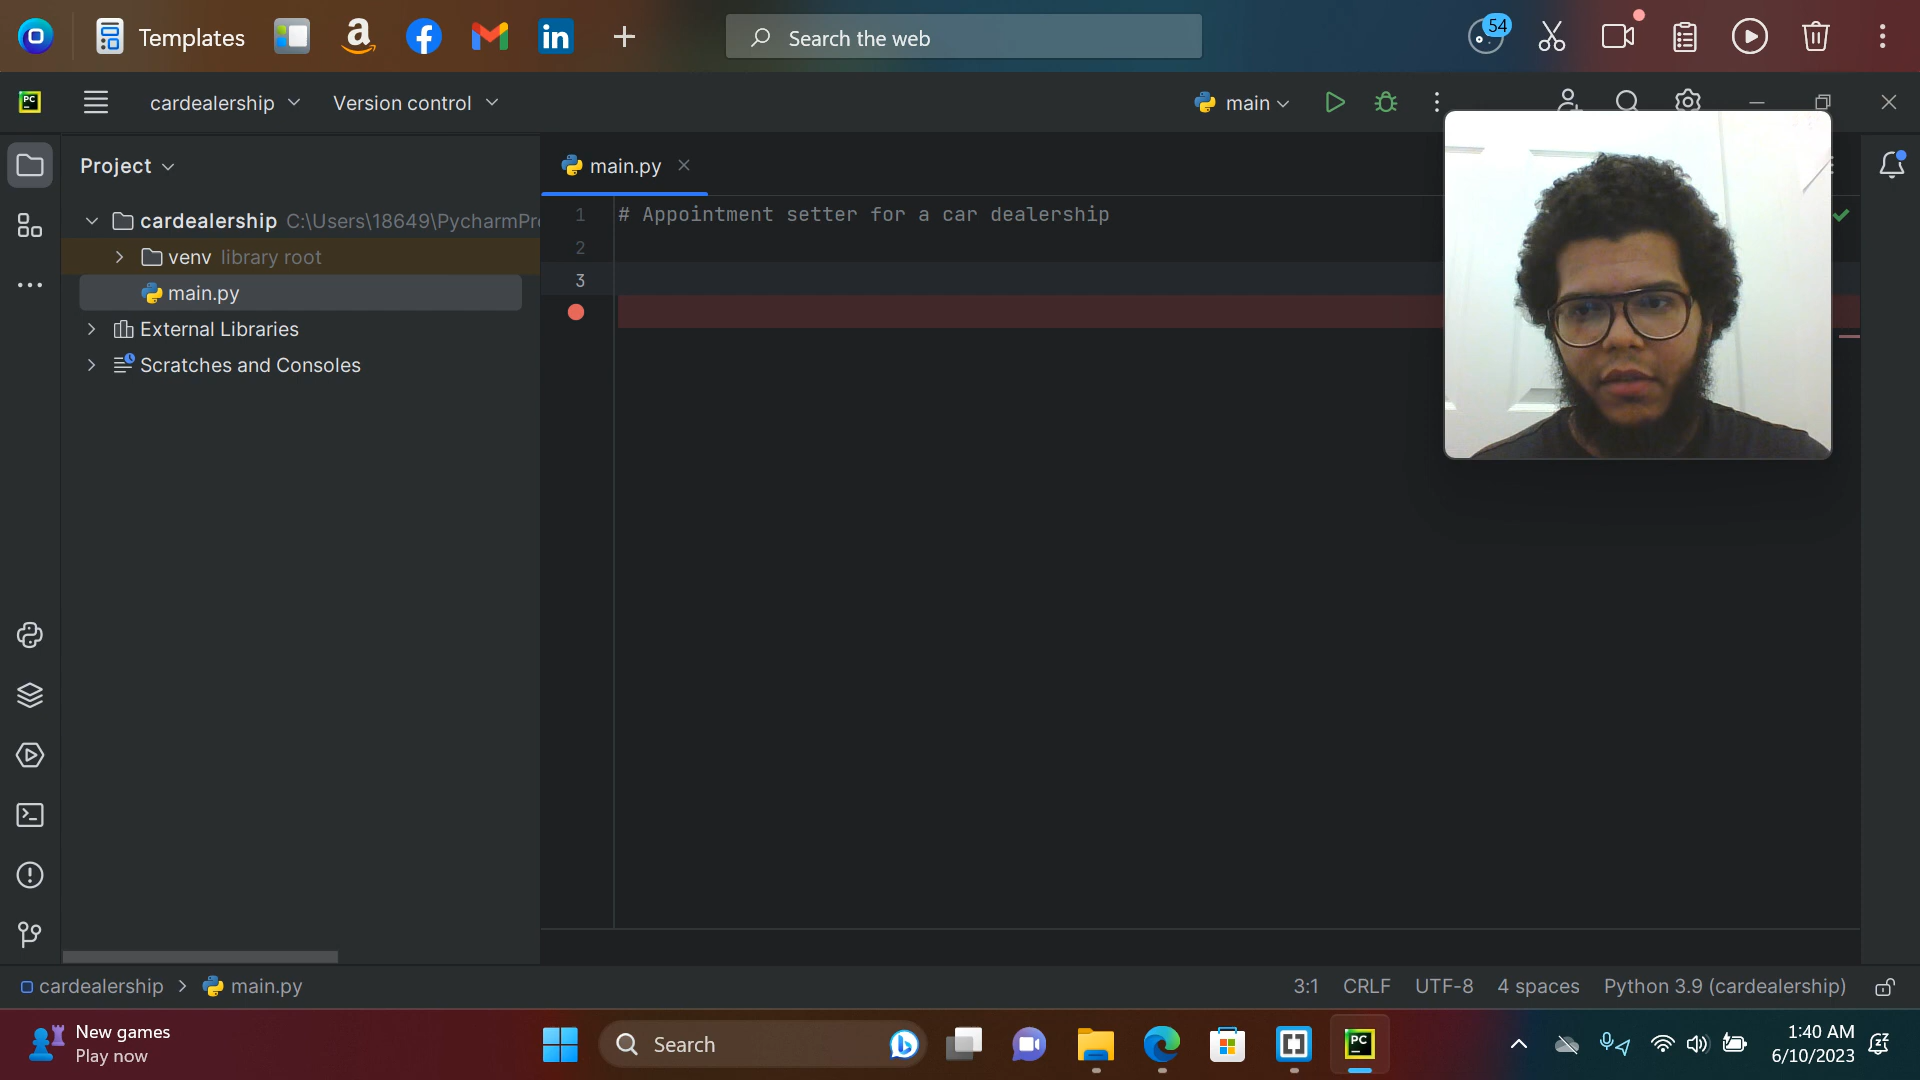 Templates
Search the web
54
PC
cardealership
Version control
main
Project
main.py
cardealership C:\Users\18649\PycharmPr
venv library root
main.py
External Libraries
Scratches and Consoles
1
# Appointment setter for a car dealership
2
3
cardealership > main.py
3:1
CRLF
UTF-8
4 spaces
Python 3.9 (cardealership)
New games
Play now
Search
PC
1:40 AM
6/10/2023